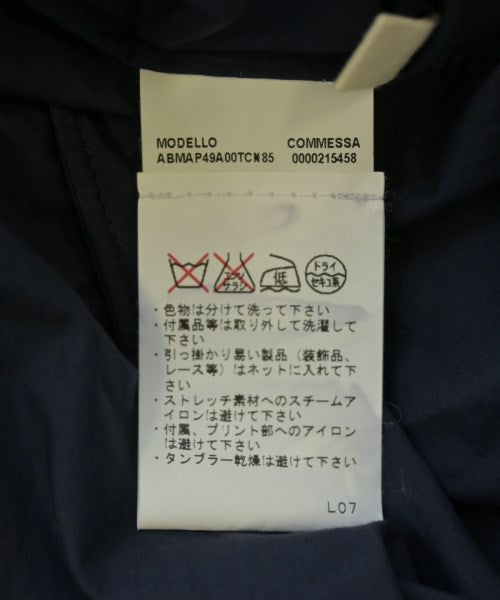 MODELLO COMMESSA
ABMAP49A00TCN85 0000215458
エンソ サラシ 低 ドライ セキユ系
・色物は分けて洗って下さい
・付属品等は取り外して洗濯して
下さい
・引っ掛かり易い製品（装飾品、
レース等）はネットに入れて下
さい
・ストレッチ素材へのスチームア
イロンは避けて下さい
・付属、プリント部へのアイロン
は避けて下さい
・タンブラー乾燥は避けて下さい
L07